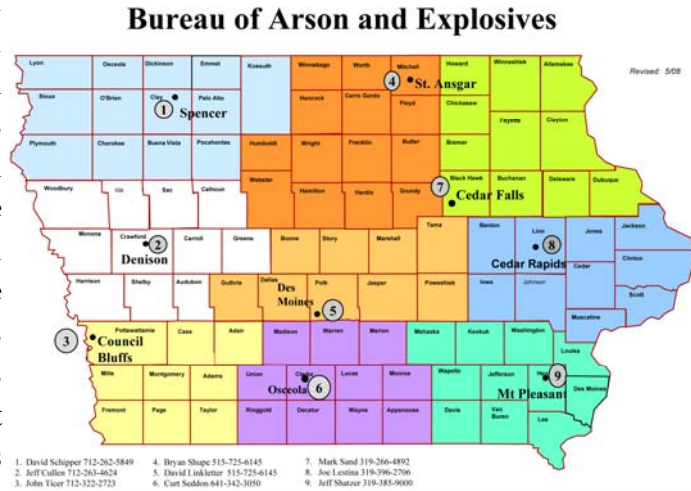 Bureau of Arson and Explosives
Revised: 5/08
Lyon Osceola Dickinson Emmet Kossuth Winnebago Worth Mitchell Howard Winneshiek Allamakee
4 St. Ansgar
Sioux O'Brien Clay Palo Alto Hancock Cerro Gordo Floyd Chickasaw
1 Spencer
Fayette Clayton
Plymouth Cherokee Buena Vista Pocahontas Humboldt Wright Franklin Butler Bremer
Webster Black Hawk Buchanan Delaware Dubuque
7 Cedar Falls
Woodbury Ida Sac Calhoun Hamilton Hardin Grundy
Tama Benton Linn Jones Jackson
Monona Crawford Carroll Greene Boone Story Marshall
2 Denison
8 Cedar Rapids
Cedar Clinton
Harrison Shelby Audubon Guthrie Dallas Polk Jasper Poweshiek Iowa Johnson Scott
Des Moines
5
Muscatine
Pottawattamie Cass Adair Madison Warren Marion Mahaska Keokuk Washington
3 Council Bluffs
Louisa
Mills Montgomery Adams Union Clarke Lucas Monroe Wapello Jefferson
Osceola 6
Mt Pleasant 9
Des Moines
Fremont Page Taylor Ringgold Decatur Wayne Appanoose Davis Van Buren Lee
1. David Schipper 712-262-5849
2. Jeff Cullen 712-263-4624
3. John Ticer 712-322-2723
4. Bryan Shupe 515-725-6145
5. David Linkletter 515-725-6145
6. Curt Seddon 641-342-3050
7. Mark Sand 319-266-4892
8. Joe Lestina 319-396-2706
9. Jeff Shatzer 319-385-9000